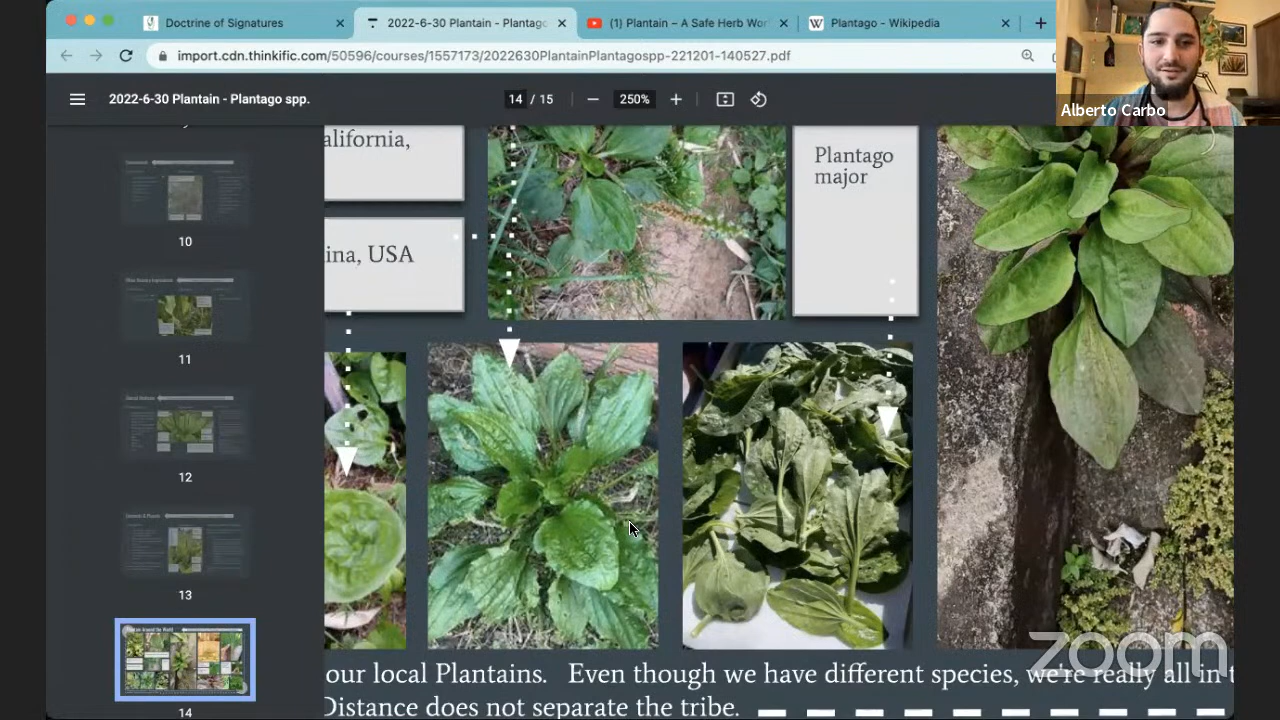 Doctrine of Signatures
2022-6-30 Plantain - Plantago
(1) Plantain – A Safe Herb Wor
Plantago - Wikipedia
import.cdn.thinkific.com/50596/courses/1557173/2022630PlantainPlantagospp-221201-140527.pdf
Alberto Carbo
2022-6-30 Plantain - Plantago spp.
14 / 15
250%
alifornia,
Plantago
major
ina, USA
10
11
12
13
14
zoom
our local Plantains. Even though we have different species, we're really all in t
Distance does not separate the tribe.